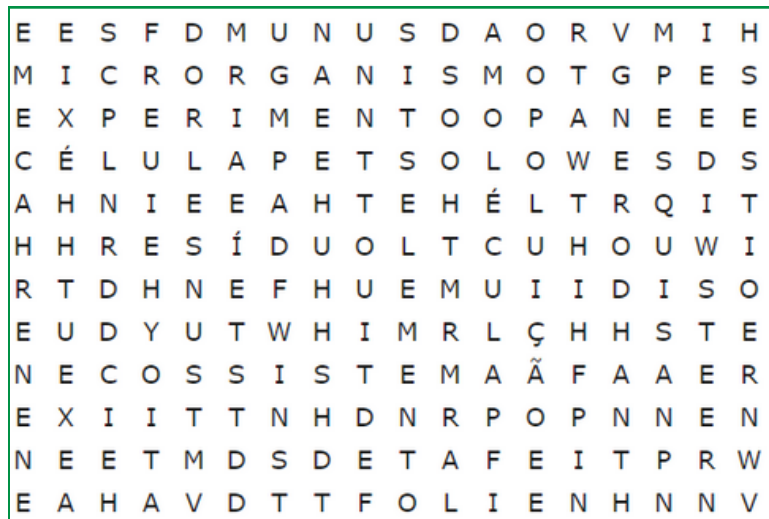 E E S F D M U N U S D A O R V M I H
M I C R O R G A N I S M O T G P E S
E X P E R I M E N T O O P A N E E E
C É L U L A P E T S O L O W E S D S
A H N I E E A H T E H É L T R Q I T
H H R E S Í D U O L T C U H O U W I
R T D H N E F H U E M U I I D I S O
E U D Y U T W H I M R L Ç H H S T E
N E C O S S I S T E M A Ã F A A E R
E X I I T T N H D N R P O P N N E N
N E E T M D S D E T A F E I T P R W
E A H A V D T T F O L I E N H N N V